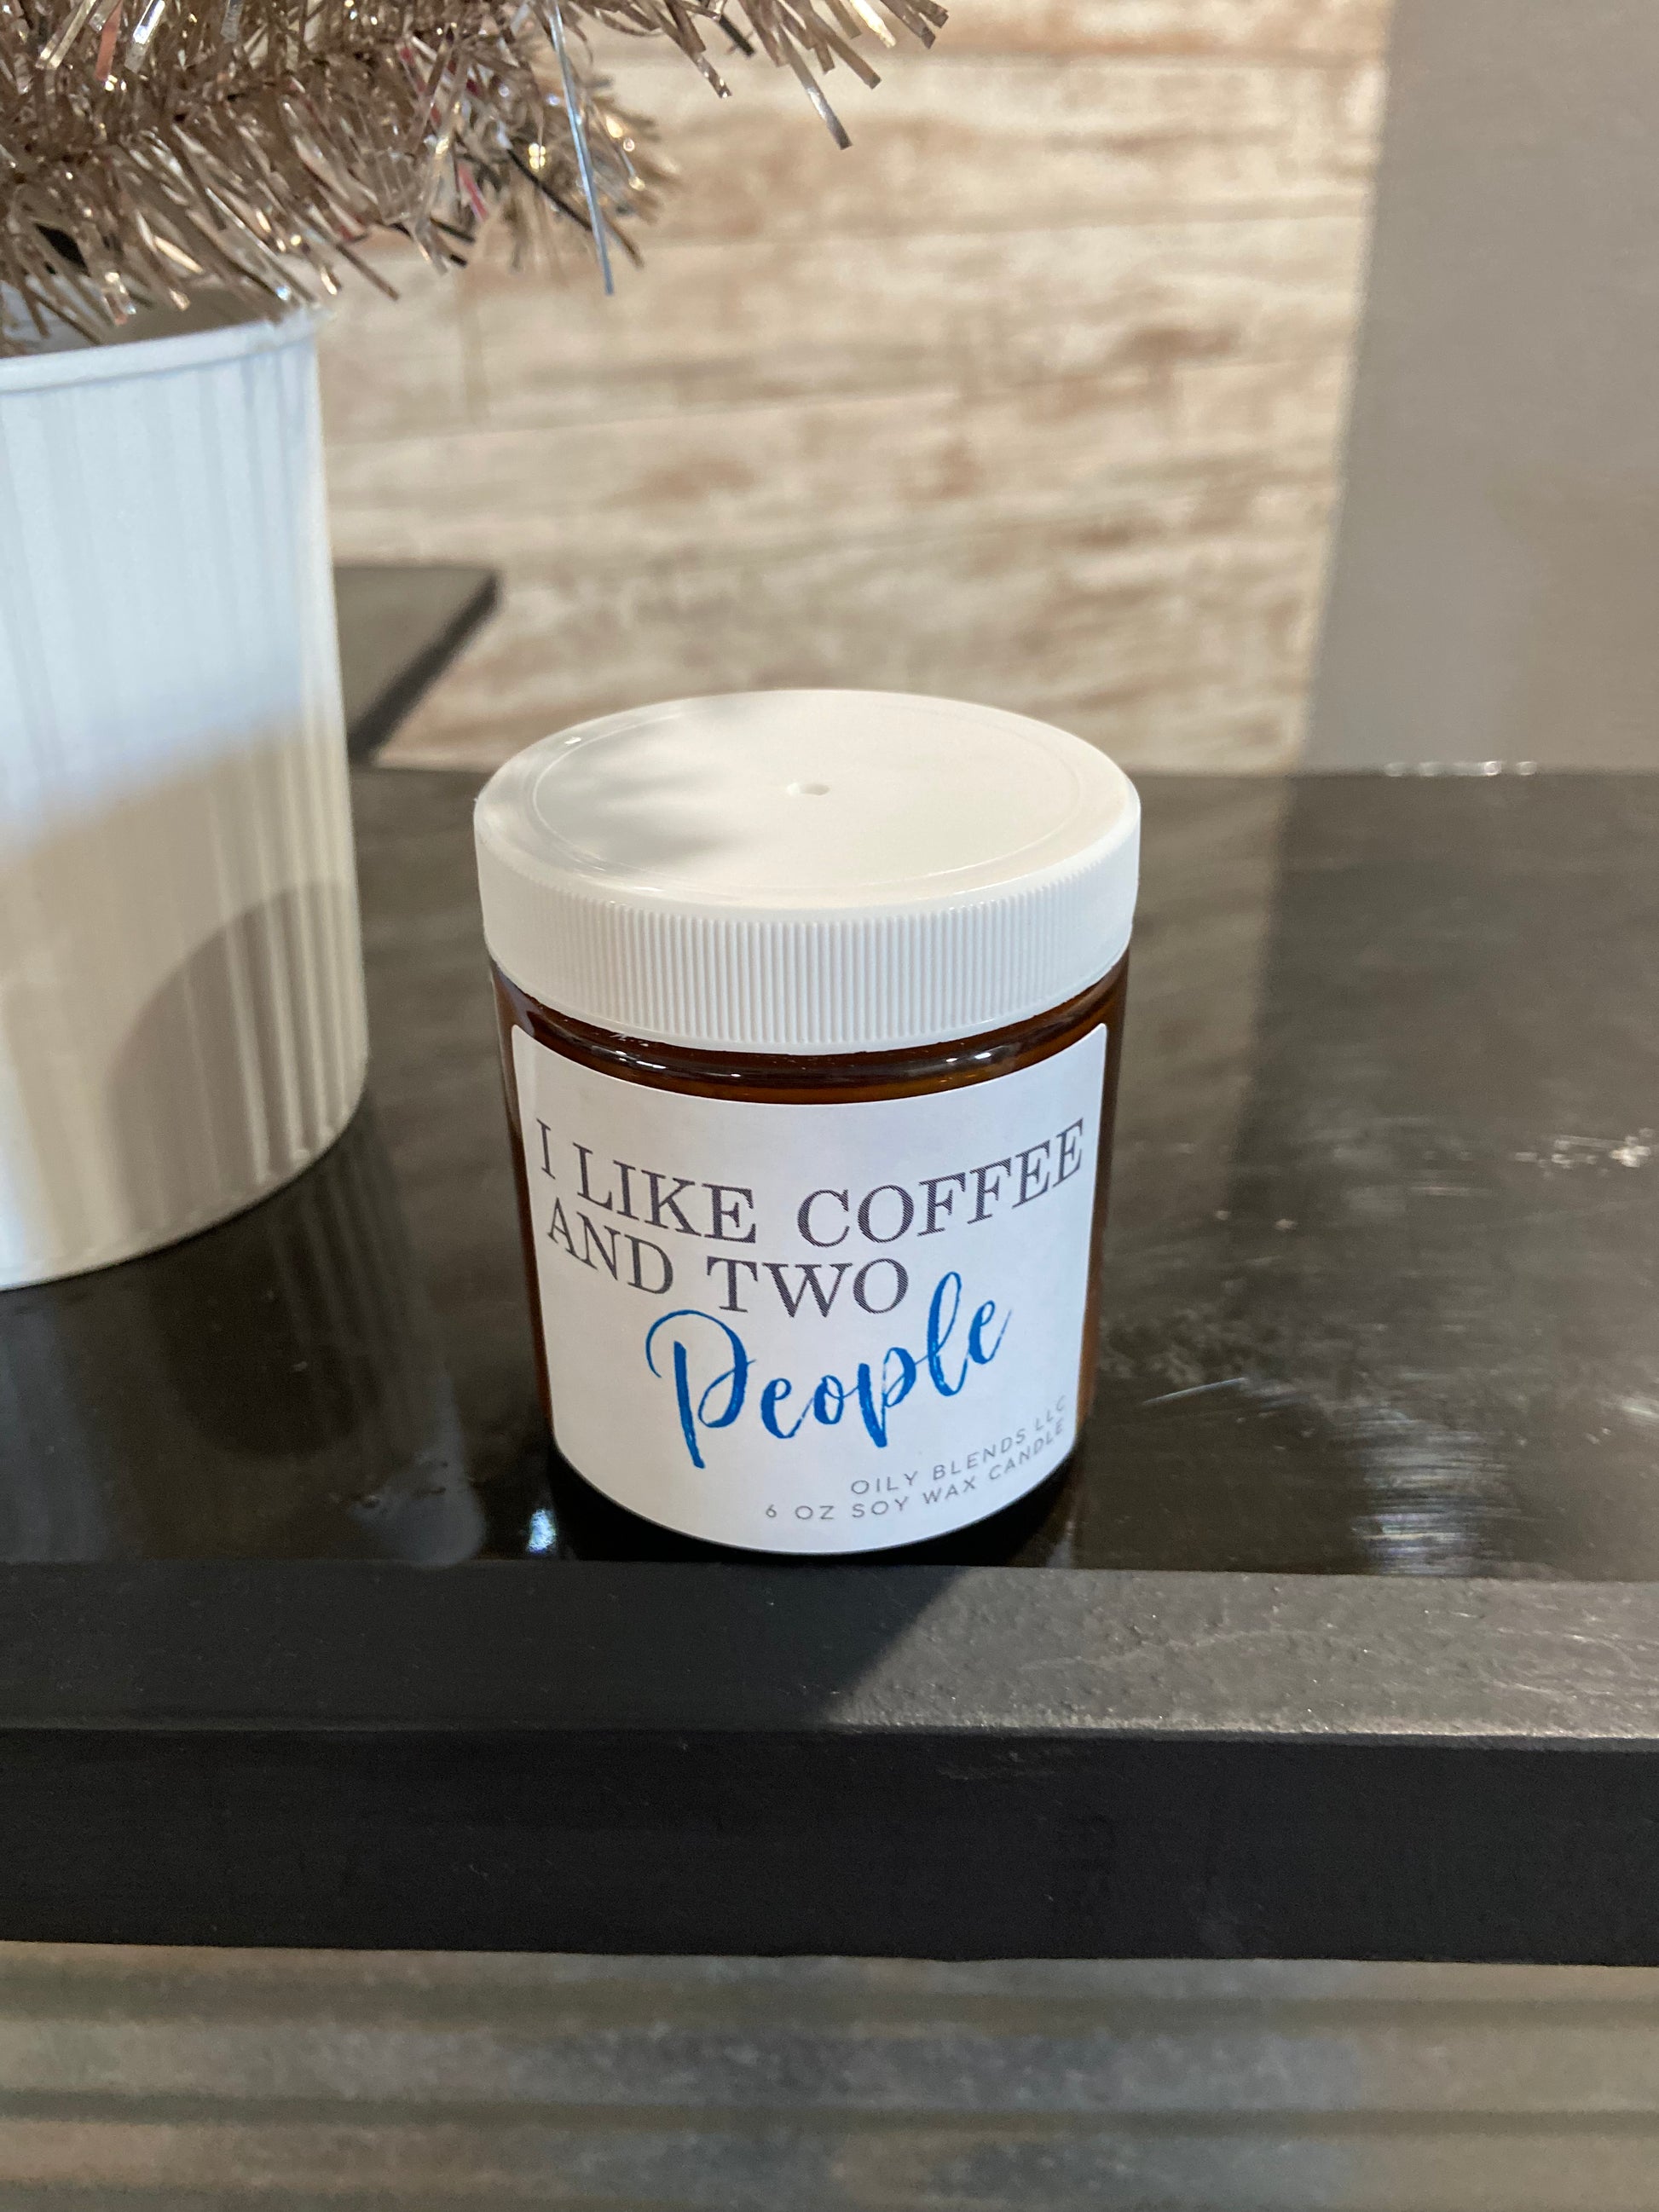 I LIKE COFFEE
AND TWO
People
OILY BLENDS LLC
6 OZ SOY WAX CANDLE